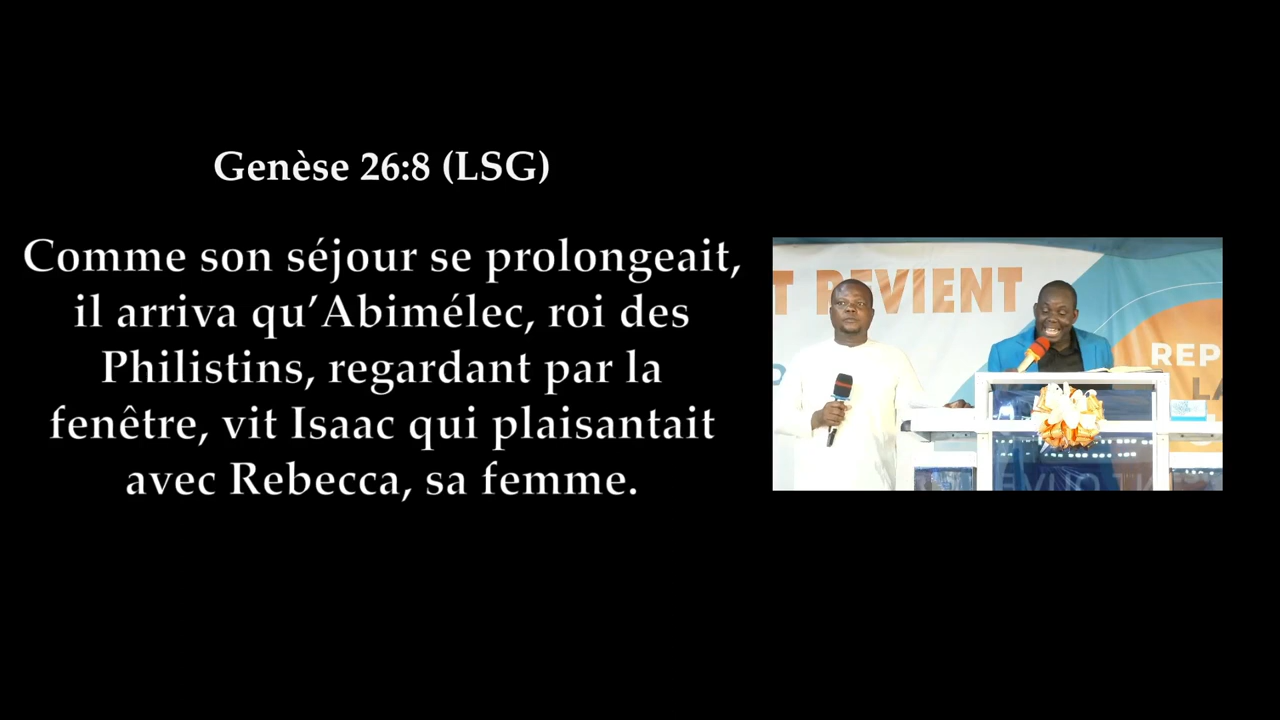 Genèse 26:8 (LSG)
Comme son séjour se prolongeait,
il arriva qu’Abimélec, roi des
Philistins, regardant par la
fenêtre, vit Isaac qui plaisantait
avec Rebecca, sa femme.
T REVIENT
REP
LA